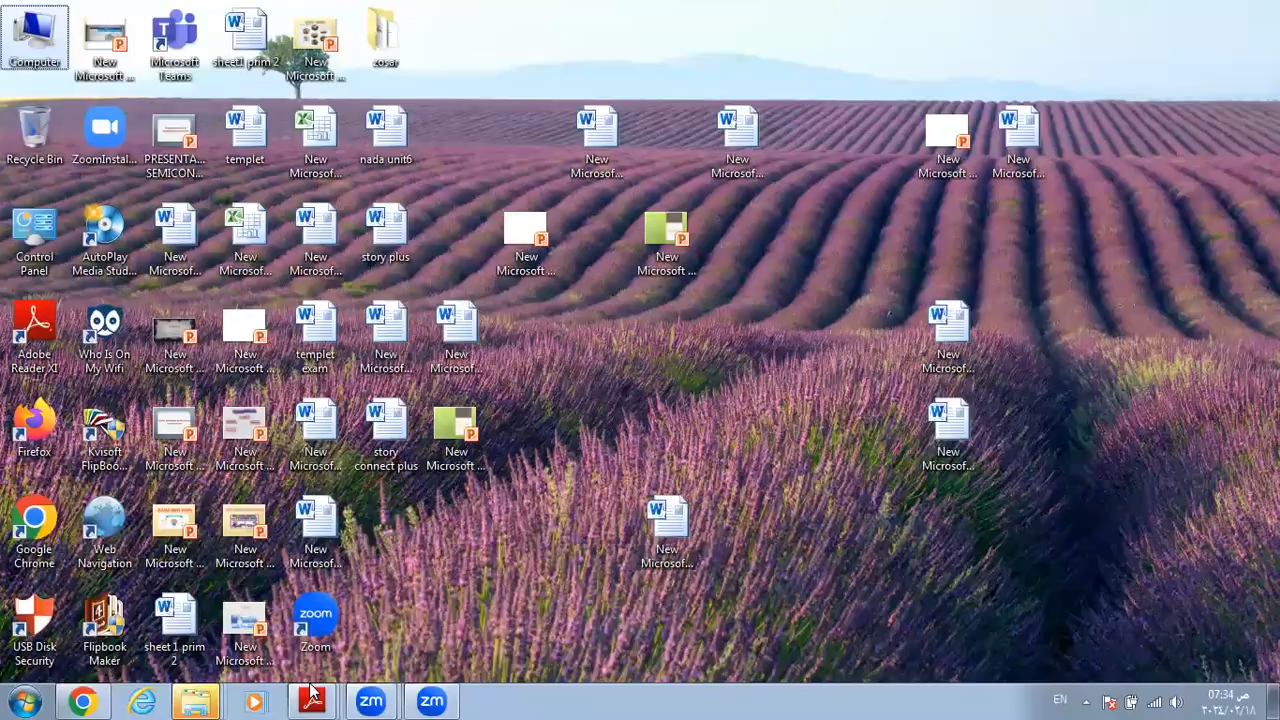 Computer
New
Microsoft ...
Microsoft
Teams
sheet1 prim 2
New
Microsoft ...
zosar
Recycle Bin
ZoomInstal...
PRESENTA...
SEMICON...
templet
New
Microsof...
nada unit6
New
Microsof...
New
Microsof...
New
Microsoft ...
New
Microsof...
Control
Panel
AutoPlay
Media Stud...
New
Microsof...
New
Microsof...
New
Microsof...
story plus
New
Microsoft ...
New
Microsoft ...
Adobe
Reader XI
Who Is On
My Wifi
New
Microsoft ...
New
Microsoft ...
templet
exam
New
Microsof...
New
Microsof...
New
Microsof...
Firefox
Kvisoft
FlipBoo...
New
Microsoft ...
New
Microsoft ...
New
Microsof...
story
connect plus
New
Microsoft ...
New
Microsof...
Google
Chrome
Web
Navigation
New
Microsoft ...
New
Microsoft ...
New
Microsof...
New
Microsof...
USB Disk
Security
Flipbook
Maker
sheet 1 prim
2
New
Microsoft ...
zoom
Zoom
zm
zm
EN
07:34 ص
٢٠٢٤/٠٢/١٨